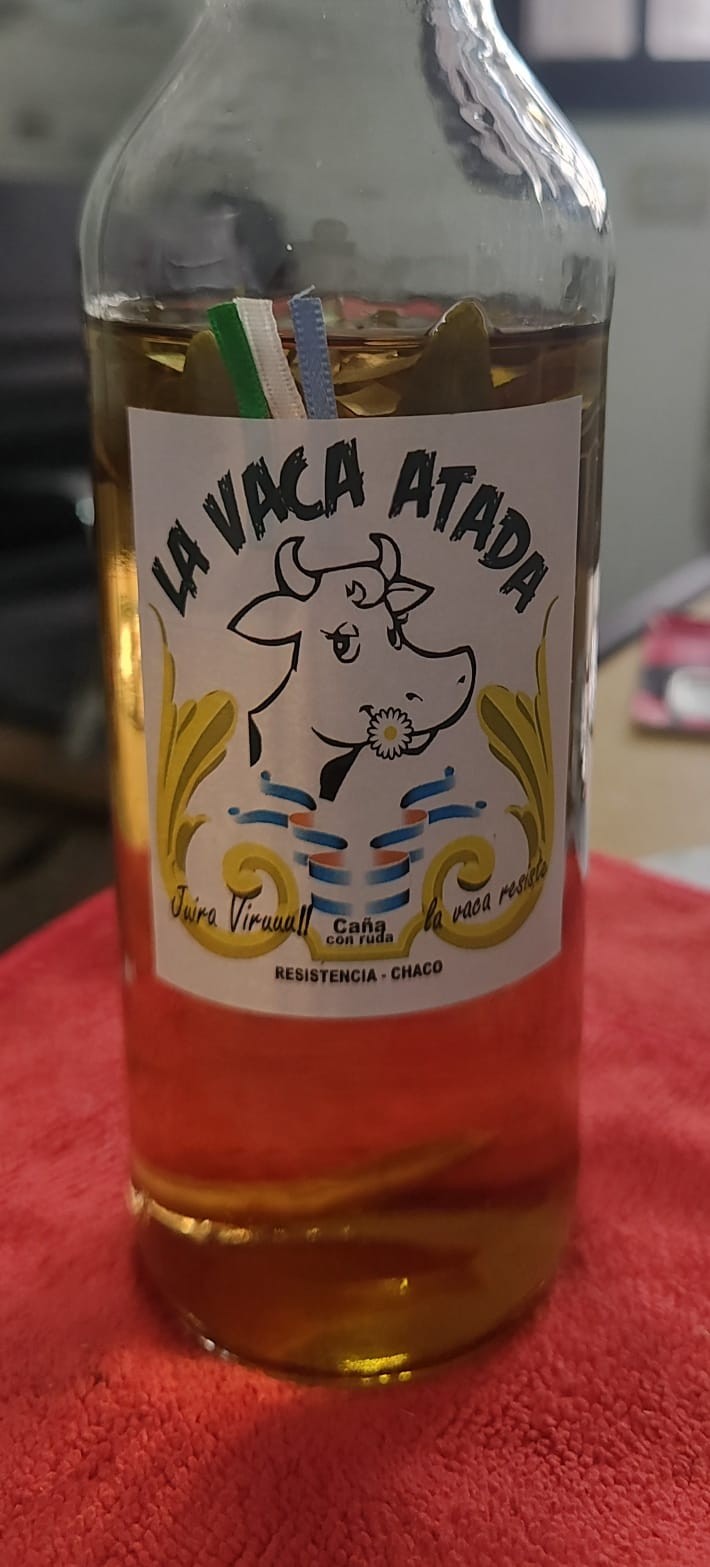 LA VACA ATADA
Juira Viruuu!!
Caña
con ruda
la vaca resiste
RESISTENCIA - CHACO